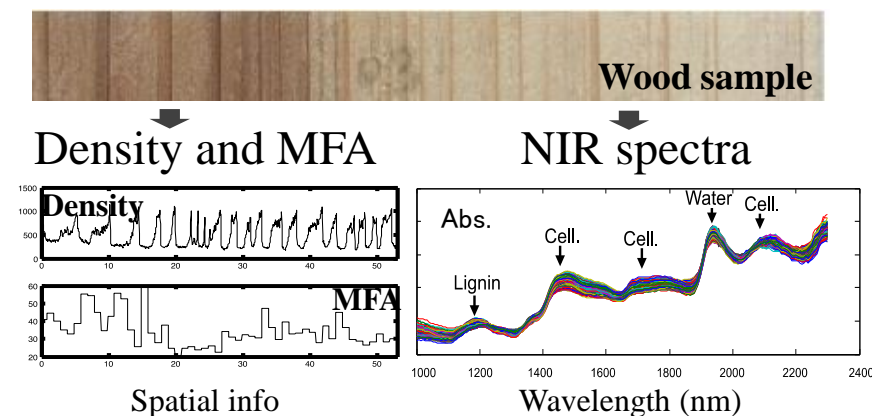 Wood sample
Density and MFA
NIR spectra
Density
1500
1000
500
0
0 10 20 30 40 50
MFA
60
50
40
30
20
0 10 20 30 40 50
Spatial info
Abs.
Lignin
Cell.
Cell.
Water
Cell.
1000 1200 1400 1600 1800 2000 2200 2400
Wavelength (nm)